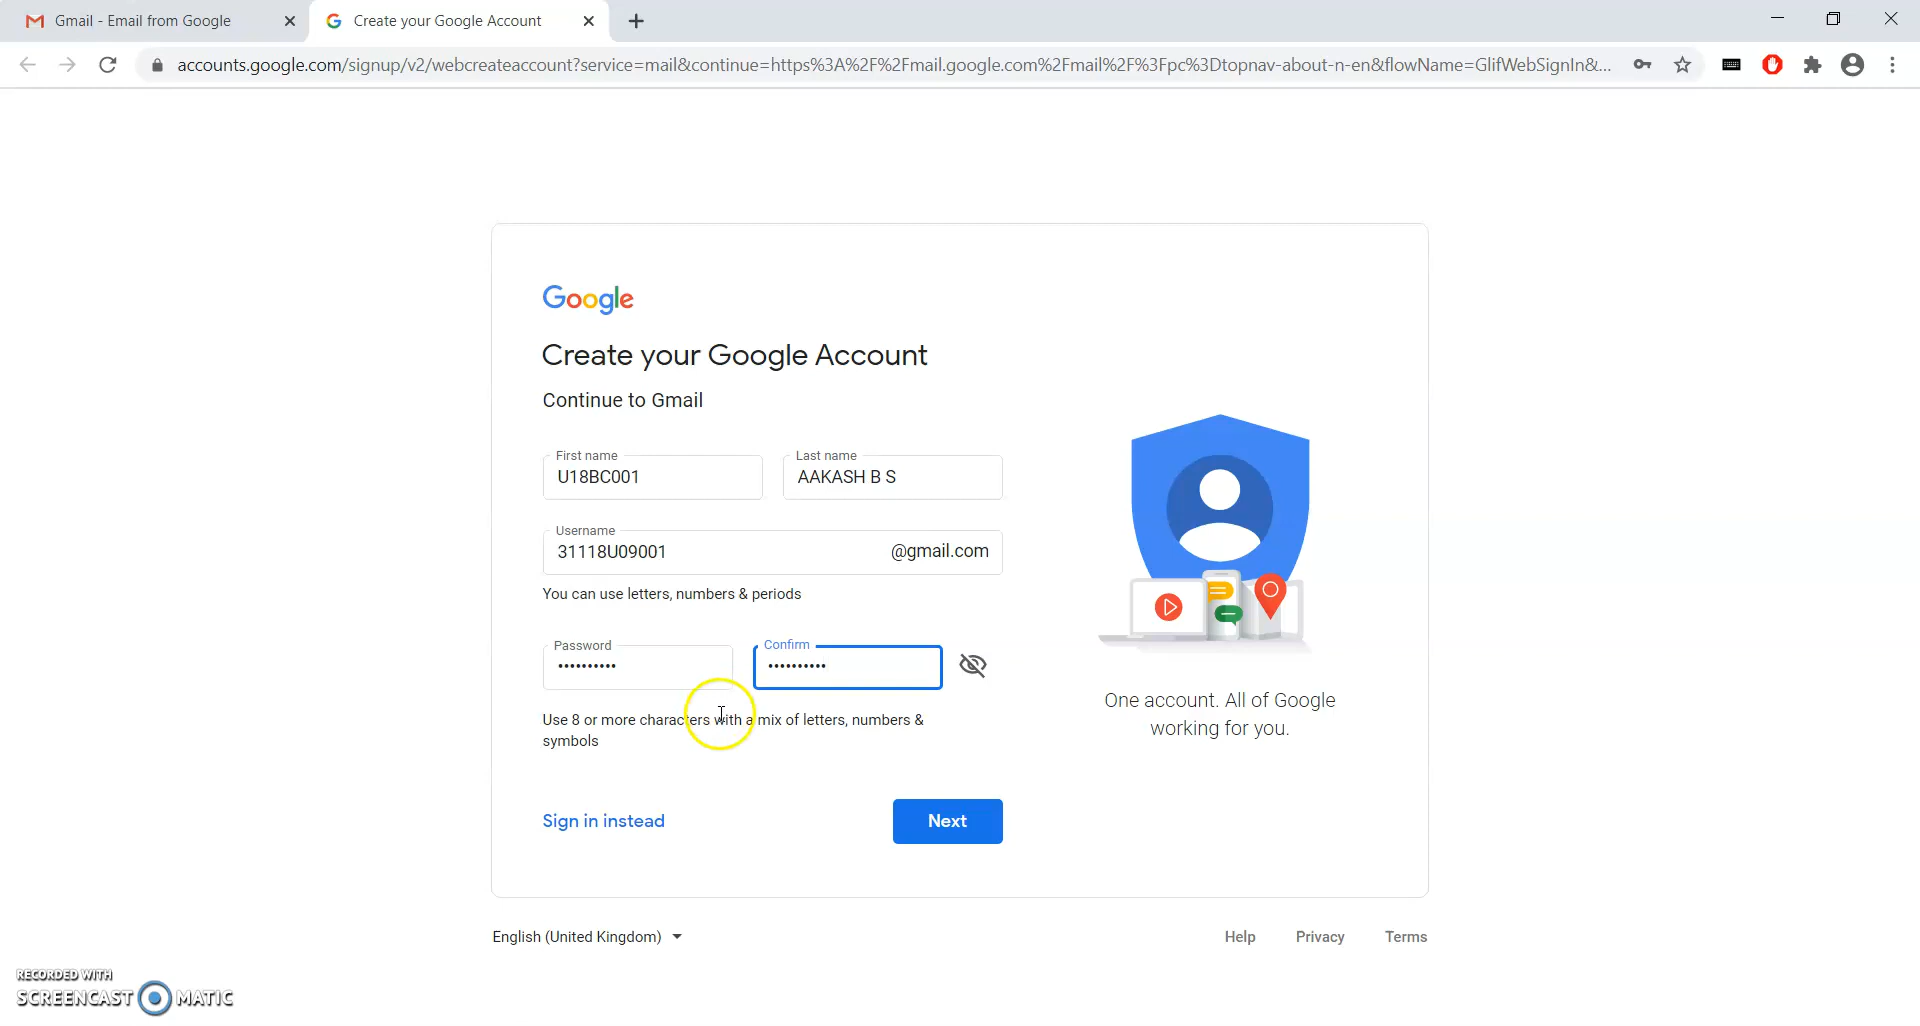 Gmail - Email from Google
Create your Google Account
accounts.google.com/signup/v2/webcreateaccount?service=mail&continue=https%3A%2F%2Fmail.google.com%2Fmail%2F%3Fpc%3Dtopnav-about-n-en&flowName=GlifWebSignIn&...
Google
Create your Google Account
Continue to Gmail
First name
U18BC001
Last name
AAKASH B S
Username
31118U09001
@gmail.com
You can use letters, numbers & periods
Password
••••••••••
Confirm
••••••••••
Use 8 or more characters with a mix of letters, numbers &
symbols
Sign in instead
Next
One account. All of Google
working for you.
English (United Kingdom)
Help
Privacy
Terms
RECORDED WITH
SCREENCAST MATIC